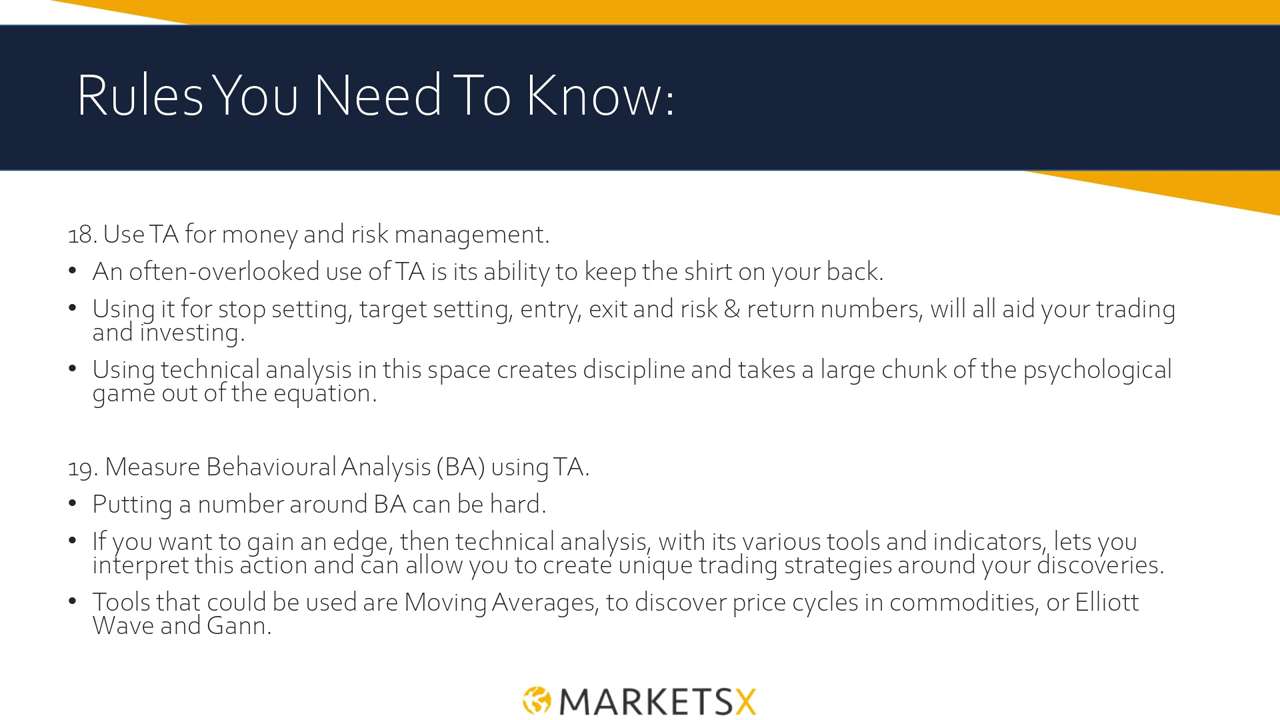 Rules You Need To Know:
18. Use TA for money and risk management.
• An often-overlooked use of TA is its ability to keep the shirt on your back.
• Using it for stop setting, target setting, entry, exit and risk & return numbers, will all aid your trading
and investing.
• Using technical analysis in this space creates discipline and takes a large chunk of the psychological
game out of the equation.
19. Measure Behavioural Analysis (BA) using TA.
• Putting a number around BA can be hard.
• If you want to gain an edge, then technical analysis, with its various tools and indicators, lets you
interpret this action and can allow you to create unique trading strategies around your discoveries.
• Tools that could be used are Moving Averages, to discover price cycles in commodities, or Elliott
Wave and Gann.
MARKETSX